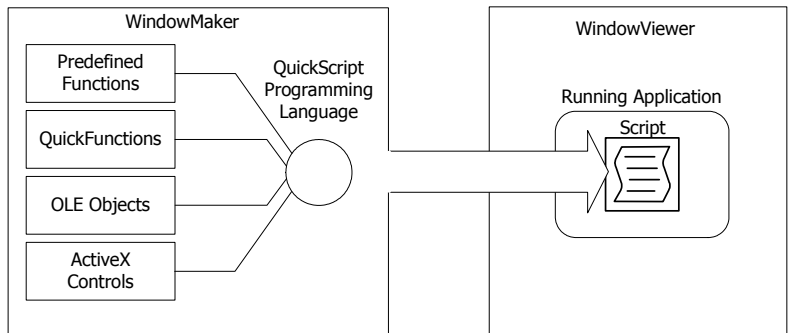 WindowMaker
Predefined
Functions
QuickFunctions
OLE Objects
ActiveX
Controls
QuickScript
Programming
Language
WindowViewer
Running Application
Script